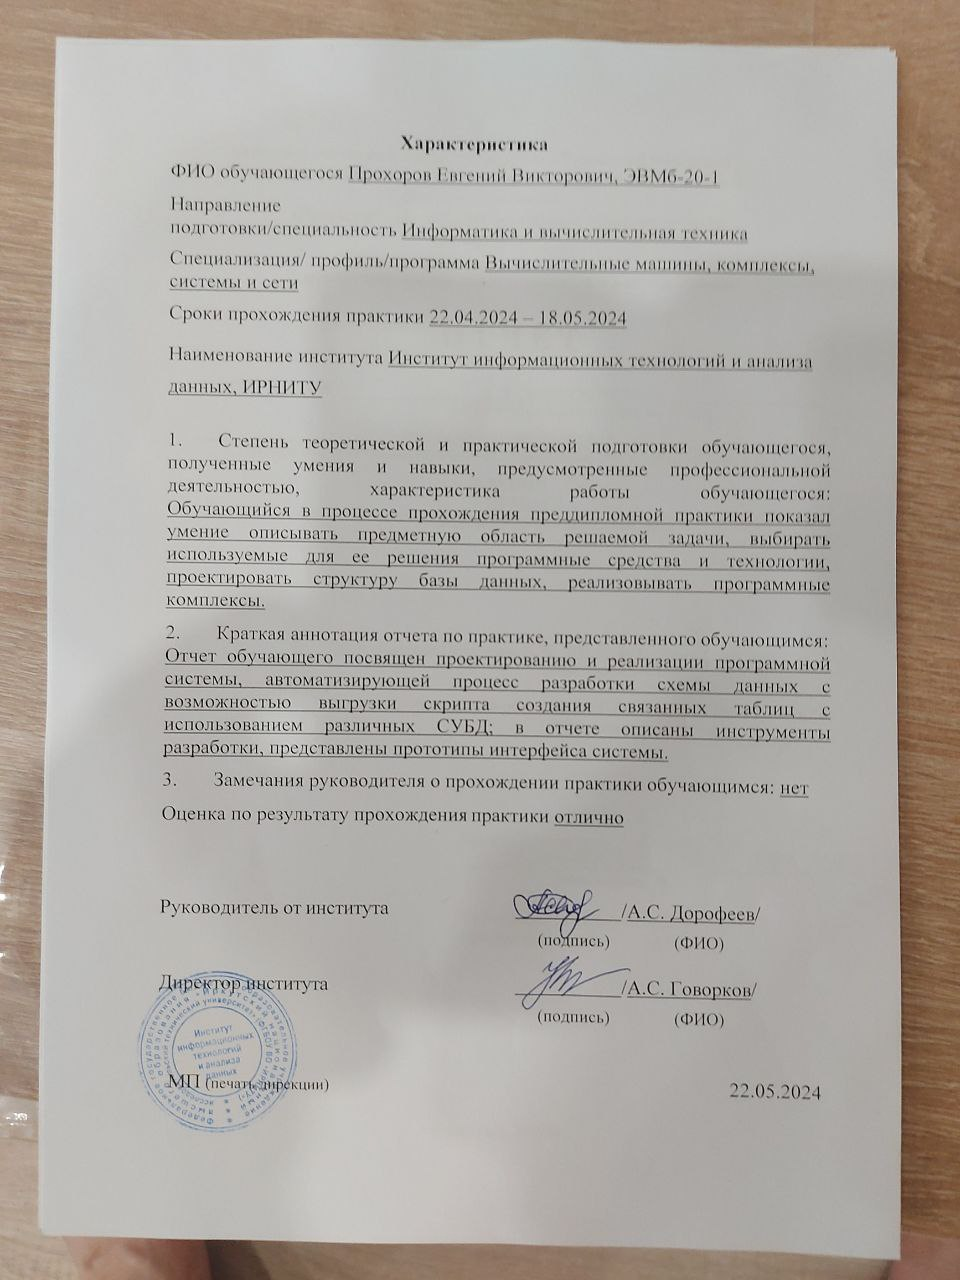 Характеристика
ФИО обучающегося Прохоров Евгений Викторович, ЭВМб-20-1
Направление
подготовки/специальность Информатика и вычислительная техника
Специализация/ профиль/программа Вычислительные машины, комплексы,
системы и сети
Сроки прохождения практики 22.04.2024 – 18.05.2024
Наименование института Институт информационных технологий и анализа
данных, ИРНИТУ
1. Степень теоретической и практической подготовки обучающегося,
полученные умения и навыки, предусмотренные профессиональной
деятельностью, характеристика работы обучающегося:
Обучающийся в процессе прохождения преддипломной практики показал
умение описывать предметную область решаемой задачи, выбирать
используемые для ее решения программные средства и технологии,
проектировать структуру базы данных, реализовывать программные
комплексы.
2. Краткая аннотация отчета по практике, представленного обучающимся:
Отчет обучающего посвящен проектированию и реализации программной
системы, автоматизирующей процесс разработки схемы данных с
возможностью выгрузки скрипта создания связанных таблиц с
использованием различных СУБД; в отчете описаны инструменты
разработки, представлены прототипы интерфейса системы.
3. Замечания руководителя о прохождении практики обучающимся: нет
Оценка по результату прохождения практики отлично
Руководитель от института /А.С. Дорофеев/
(подпись) (ФИО)
Директор института /А.С. Говорков/
(подпись) (ФИО)
Институт
информационных
технологий
и анализа
данных
МП (печать дирекции)
22.05.2024